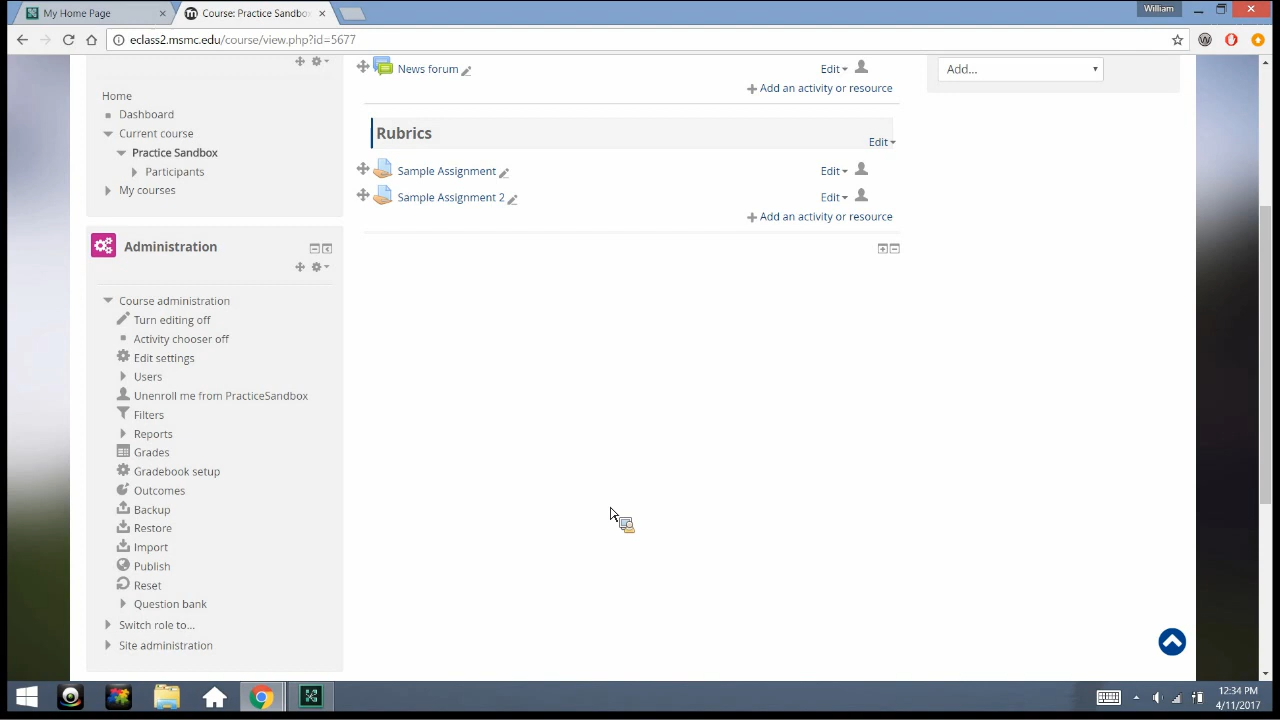 My Home Page
Course: Practice Sandbo
William
eclass2.msmc.edu/course/view.php?id=5677
Home
Dashboard
Current course
Practice Sandbox
Participants
My courses
Administration
Course administration
Turn editing off
Activity chooser off
Edit settings
Users
Unenroll me from PracticeSandbox
Filters
Reports
Grades
Gradebook setup
Outcomes
Backup
Restore
Import
Publish
Reset
Question bank
Switch role to...
Site administration
News forum
Edit
Add an activity or resource
Rubrics
Edit
Sample Assignment
Edit
Sample Assignment 2
Edit
Add an activity or resource
Add...
12:34 PM
4/11/2017